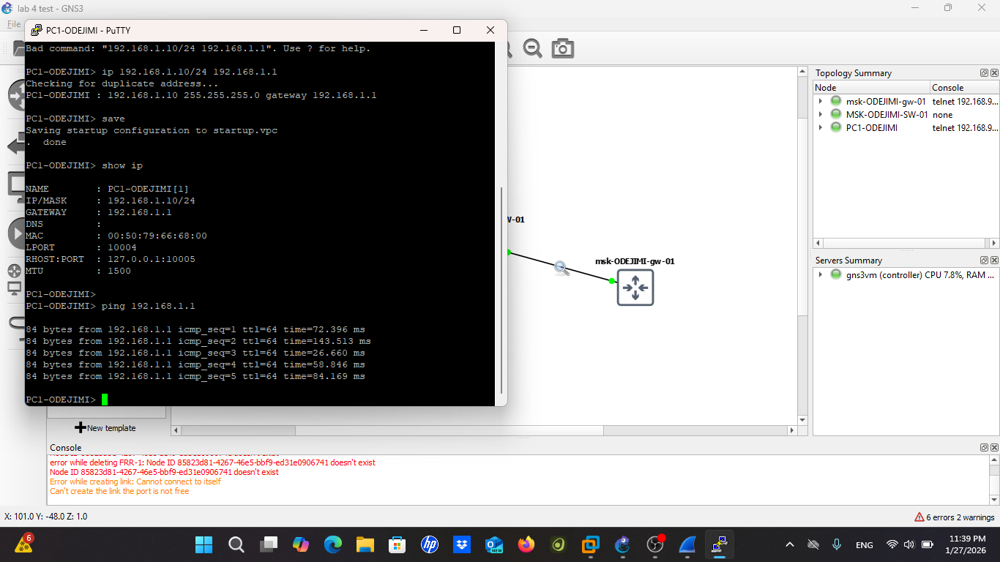 lab 4 test - GNS3
File
PC1-ODEJIMI - PuTTY
Bad command: "192.168.1.10/24 192.168.1.1". Use ? for help.
PC1-ODEJIMI> ip 192.168.1.10/24 192.168.1.1
Checking for duplicate address...
PC1-ODEJIMI : 192.168.1.10 255.255.255.0 gateway 192.168.1.1
PC1-ODEJIMI> save
Saving startup configuration to startup.vpc
.  done
PC1-ODEJIMI> show ip
NAME        : PC1-ODEJIMI[1]
IP/MASK     : 192.168.1.10/24
GATEWAY     : 192.168.1.1
DNS         :
MAC         : 00:50:79:66:68:00
LPORT       : 10004
RHOST:PORT  : 127.0.0.1:10005
MTU         : 1500
PC1-ODEJIMI>
PC1-ODEJIMI> ping 192.168.1.1
84 bytes from 192.168.1.1 icmp_seq=1 ttl=64 time=72.396 ms
84 bytes from 192.168.1.1 icmp_seq=2 ttl=64 time=143.513 ms
84 bytes from 192.168.1.1 icmp_seq=3 ttl=64 time=26.660 ms
84 bytes from 192.168.1.1 icmp_seq=4 ttl=64 time=58.846 ms
84 bytes from 192.168.1.1 icmp_seq=5 ttl=64 time=84.169 ms
PC1-ODEJIMI>
W-01
msk-ODEJIMI-gw-01
Topology Summary
Node Console
msk-ODEJIMI-gw-01 telnet 192.168.9...
MSK-ODEJIMI-SW-01 none
PC1-ODEJIMI telnet 192.168.9...
Servers Summary
gns3vm (controller) CPU 7.8%, RAM ...
New template
Console
error while deleting FRR-1: Node ID 85823d81-4267-46e5-bbf9-ed31e0906741 doesn't exist
Node ID 85823d81-4267-46e5-bbf9-ed31e0906741 doesn't exist
Error while creating link: Cannot connect to itself
Can't create the link the port is not free
X: 101.0 Y: -48.0 Z: 1.0
6 errors 2 warnings
6
NEW
ENG
11:39 PM
1/27/2026